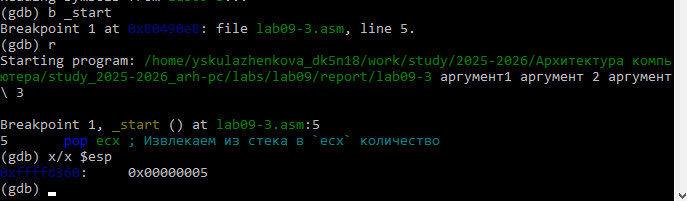 (gdb) b _start
Breakpoint 1 at 0x80490e8: file lab09-3.asm, line 5.
(gdb) r
Starting program: /home/yskulazhenkova_dk5n18/work/study/2025-2026/Архитектура компь
ютера/study_2025-2026_arh-pc/labs/lab09/report/lab09-3 аргумент1 аргумент 2 аргумент
\ 3
Breakpoint 1, _start () at lab09-3.asm:5
5 pop ecx ; Извлекаем из стека в `ecx` количество
(gdb) x/x $esp
0xffffd360: 0x00000005
(gdb)